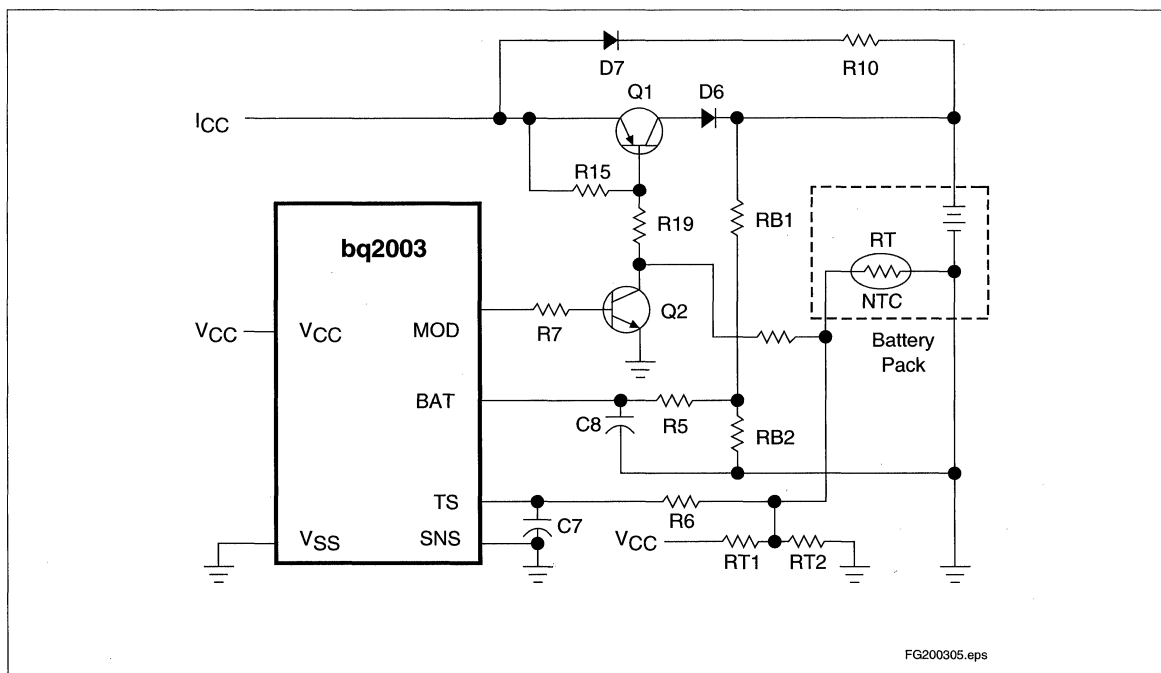 D7
R10
Q1
D6
ICC
R15
R19
RB1
bq2003
RT
NTC
Q2
VCC
VCC
MOD
R7
Battery
Pack
BAT
C8
R5
RB2
TS
R6
C7
VSS
SNS
VCC
RT1
RT2
FG200305.eps